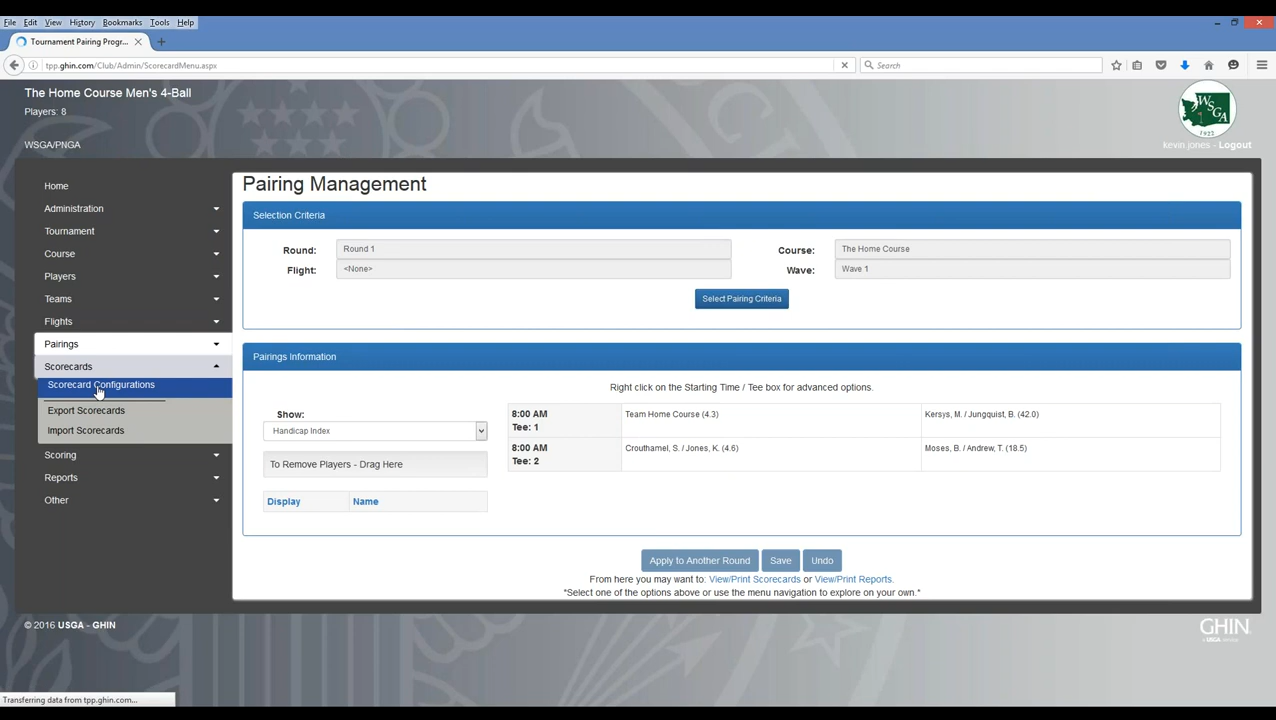 File Edit View History Bookmarks Tools Help
Tournament Pairing Progr...
tpp.ghin.com/Club/Admin/ScorecardMenu.aspx
Search
The Home Course Men's 4-Ball
Players: 8
WSGA/PNGA
WSGA
1922
kevin.jones - Logout
Home
Administration
Tournament
Course
Players
Teams
Flights
Pairings
Scorecards
Scorecard Configurations
Export Scorecards
Import Scorecards
Scoring
Reports
Other
Pairing Management
Selection Criteria
Round: Round 1 Course: The Home Course
Flight: <None> Wave: Wave 1
Select Pairing Criteria
Pairings Information
Right click on the Starting Time / Tee box for advanced options.
Show:
Handicap Index
To Remove Players - Drag Here
Display Name
8:00 AM Team Home Course (4.3) Kersys, M. / Jungquist, B. (42.0)
Tee: 1
8:00 AM Crouthamel, S. / Jones, K. (4.6) Moses, B. / Andrew, T. (18.5)
Tee: 2
Apply to Another Round Save Undo
From here you may want to: View/Print Scorecards or View/Print Reports.
*Select one of the options above or use the menu navigation to explore on your own.*
© 2016 USGA - GHIN
GHIN
A USGA service
Transferring data from tpp.ghin.com...